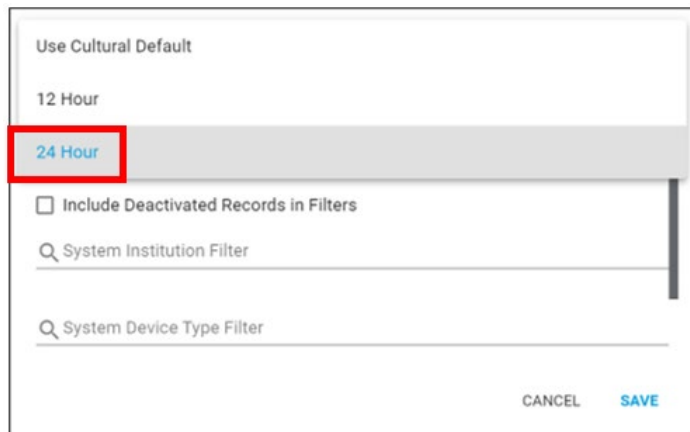 Use Cultural Default
12 Hour
24 Hour
Include Deactivated Records in Filters
System Institution Filter
System Device Type Filter
CANCEL SAVE